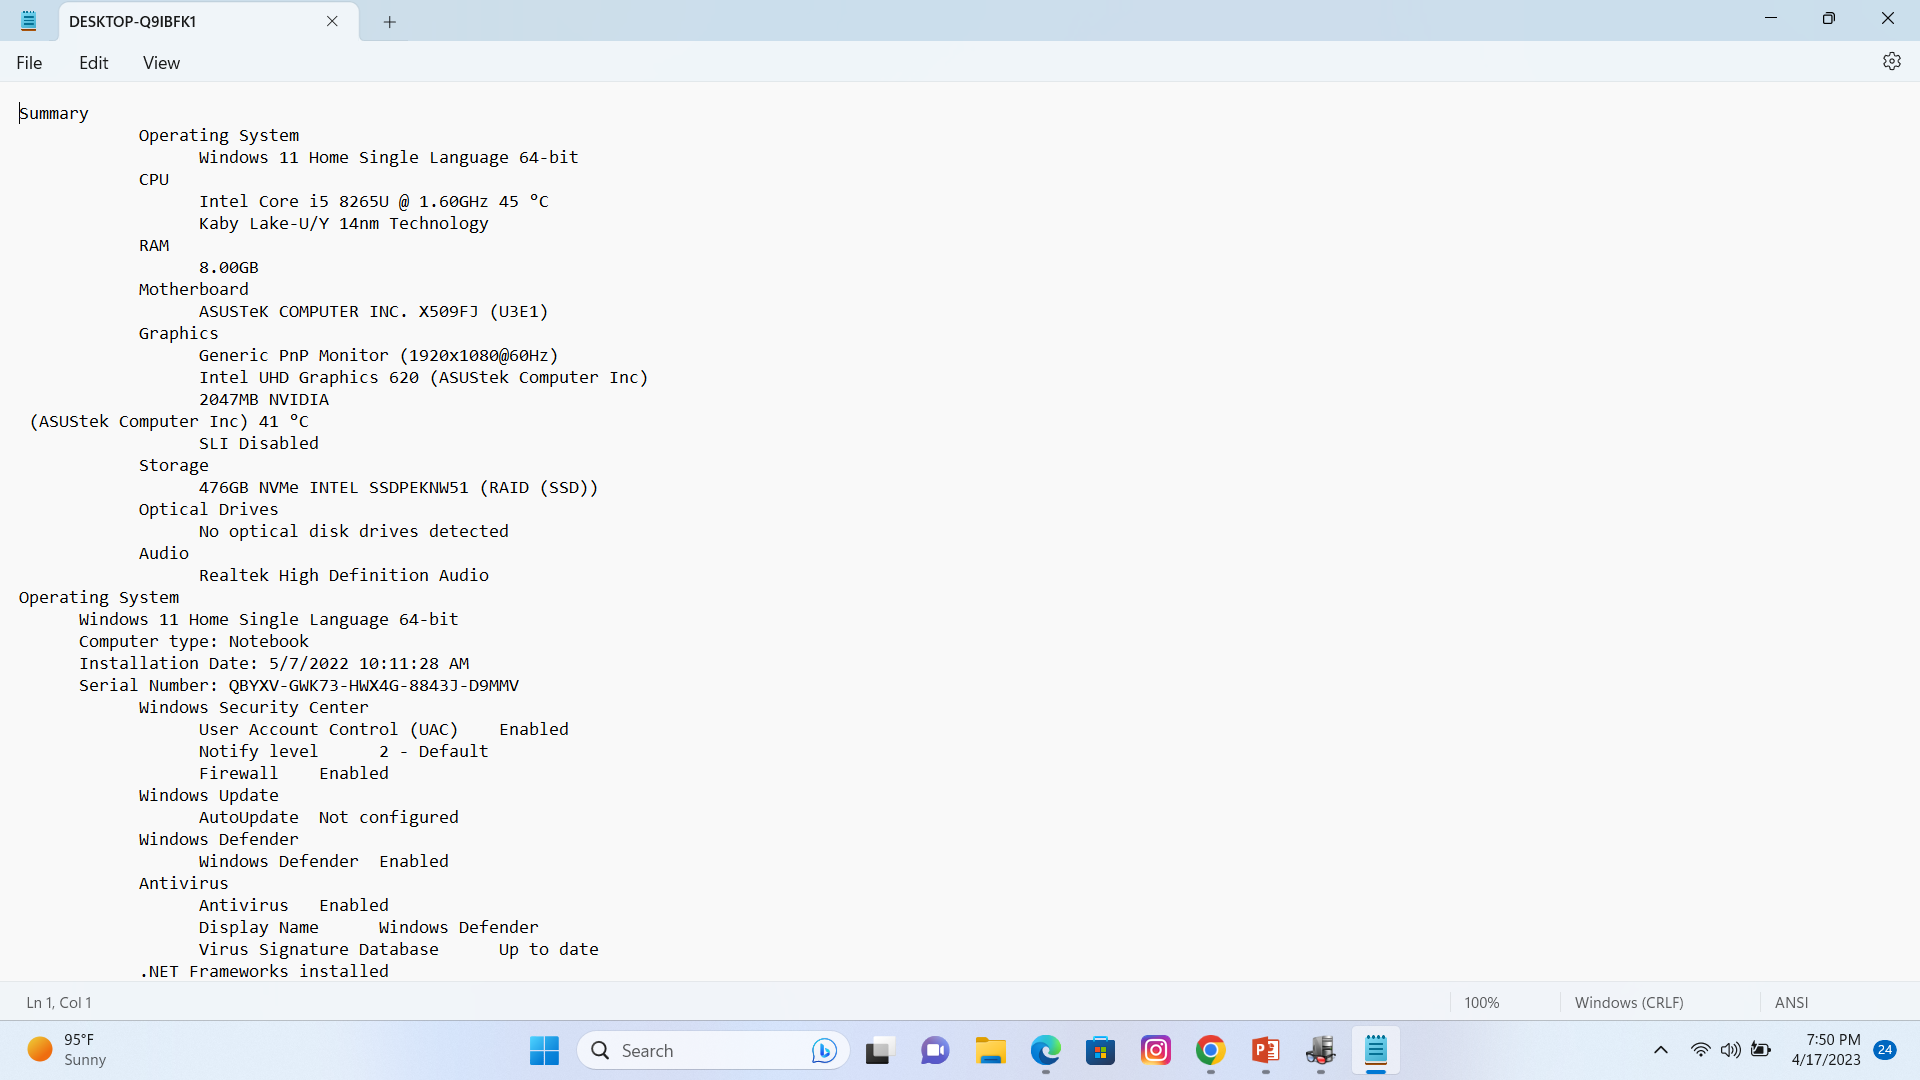 DESKTOP-Q9IBFK1
File Edit View
Summary
Operating System
Windows 11 Home Single Language 64-bit
CPU
Intel Core i5 8265U @ 1.60GHz 45 °C
Kaby Lake-U/Y 14nm Technology
RAM
8.00GB
Motherboard
ASUSTeK COMPUTER INC. X509FJ (U3E1)
Graphics
Generic PnP Monitor (1920x1080@60Hz)
Intel UHD Graphics 620 (ASUStek Computer Inc)
2047MB NVIDIA
(ASUStek Computer Inc) 41 °C
SLI Disabled
Storage
476GB NVMe INTEL SSDPEKNW51 (RAID (SSD))
Optical Drives
No optical disk drives detected
Audio
Realtek High Definition Audio
Operating System
Windows 11 Home Single Language 64-bit
Computer type: Notebook
Installation Date: 5/7/2022 10:11:28 AM
Serial Number: QBYXV-GWK73-HWX4G-8843J-D9MMV
Windows Security Center
User Account Control (UAC) Enabled
Notify level 2 - Default
Firewall Enabled
Windows Update
AutoUpdate Not configured
Windows Defender
Windows Defender Enabled
Antivirus
Antivirus Enabled
Display Name Windows Defender
Virus Signature Database Up to date
.NET Frameworks installed
Ln 1, Col 1 100% Windows (CRLF) ANSI
95°F
Sunny
Search
7:50 PM
4/17/2023
24